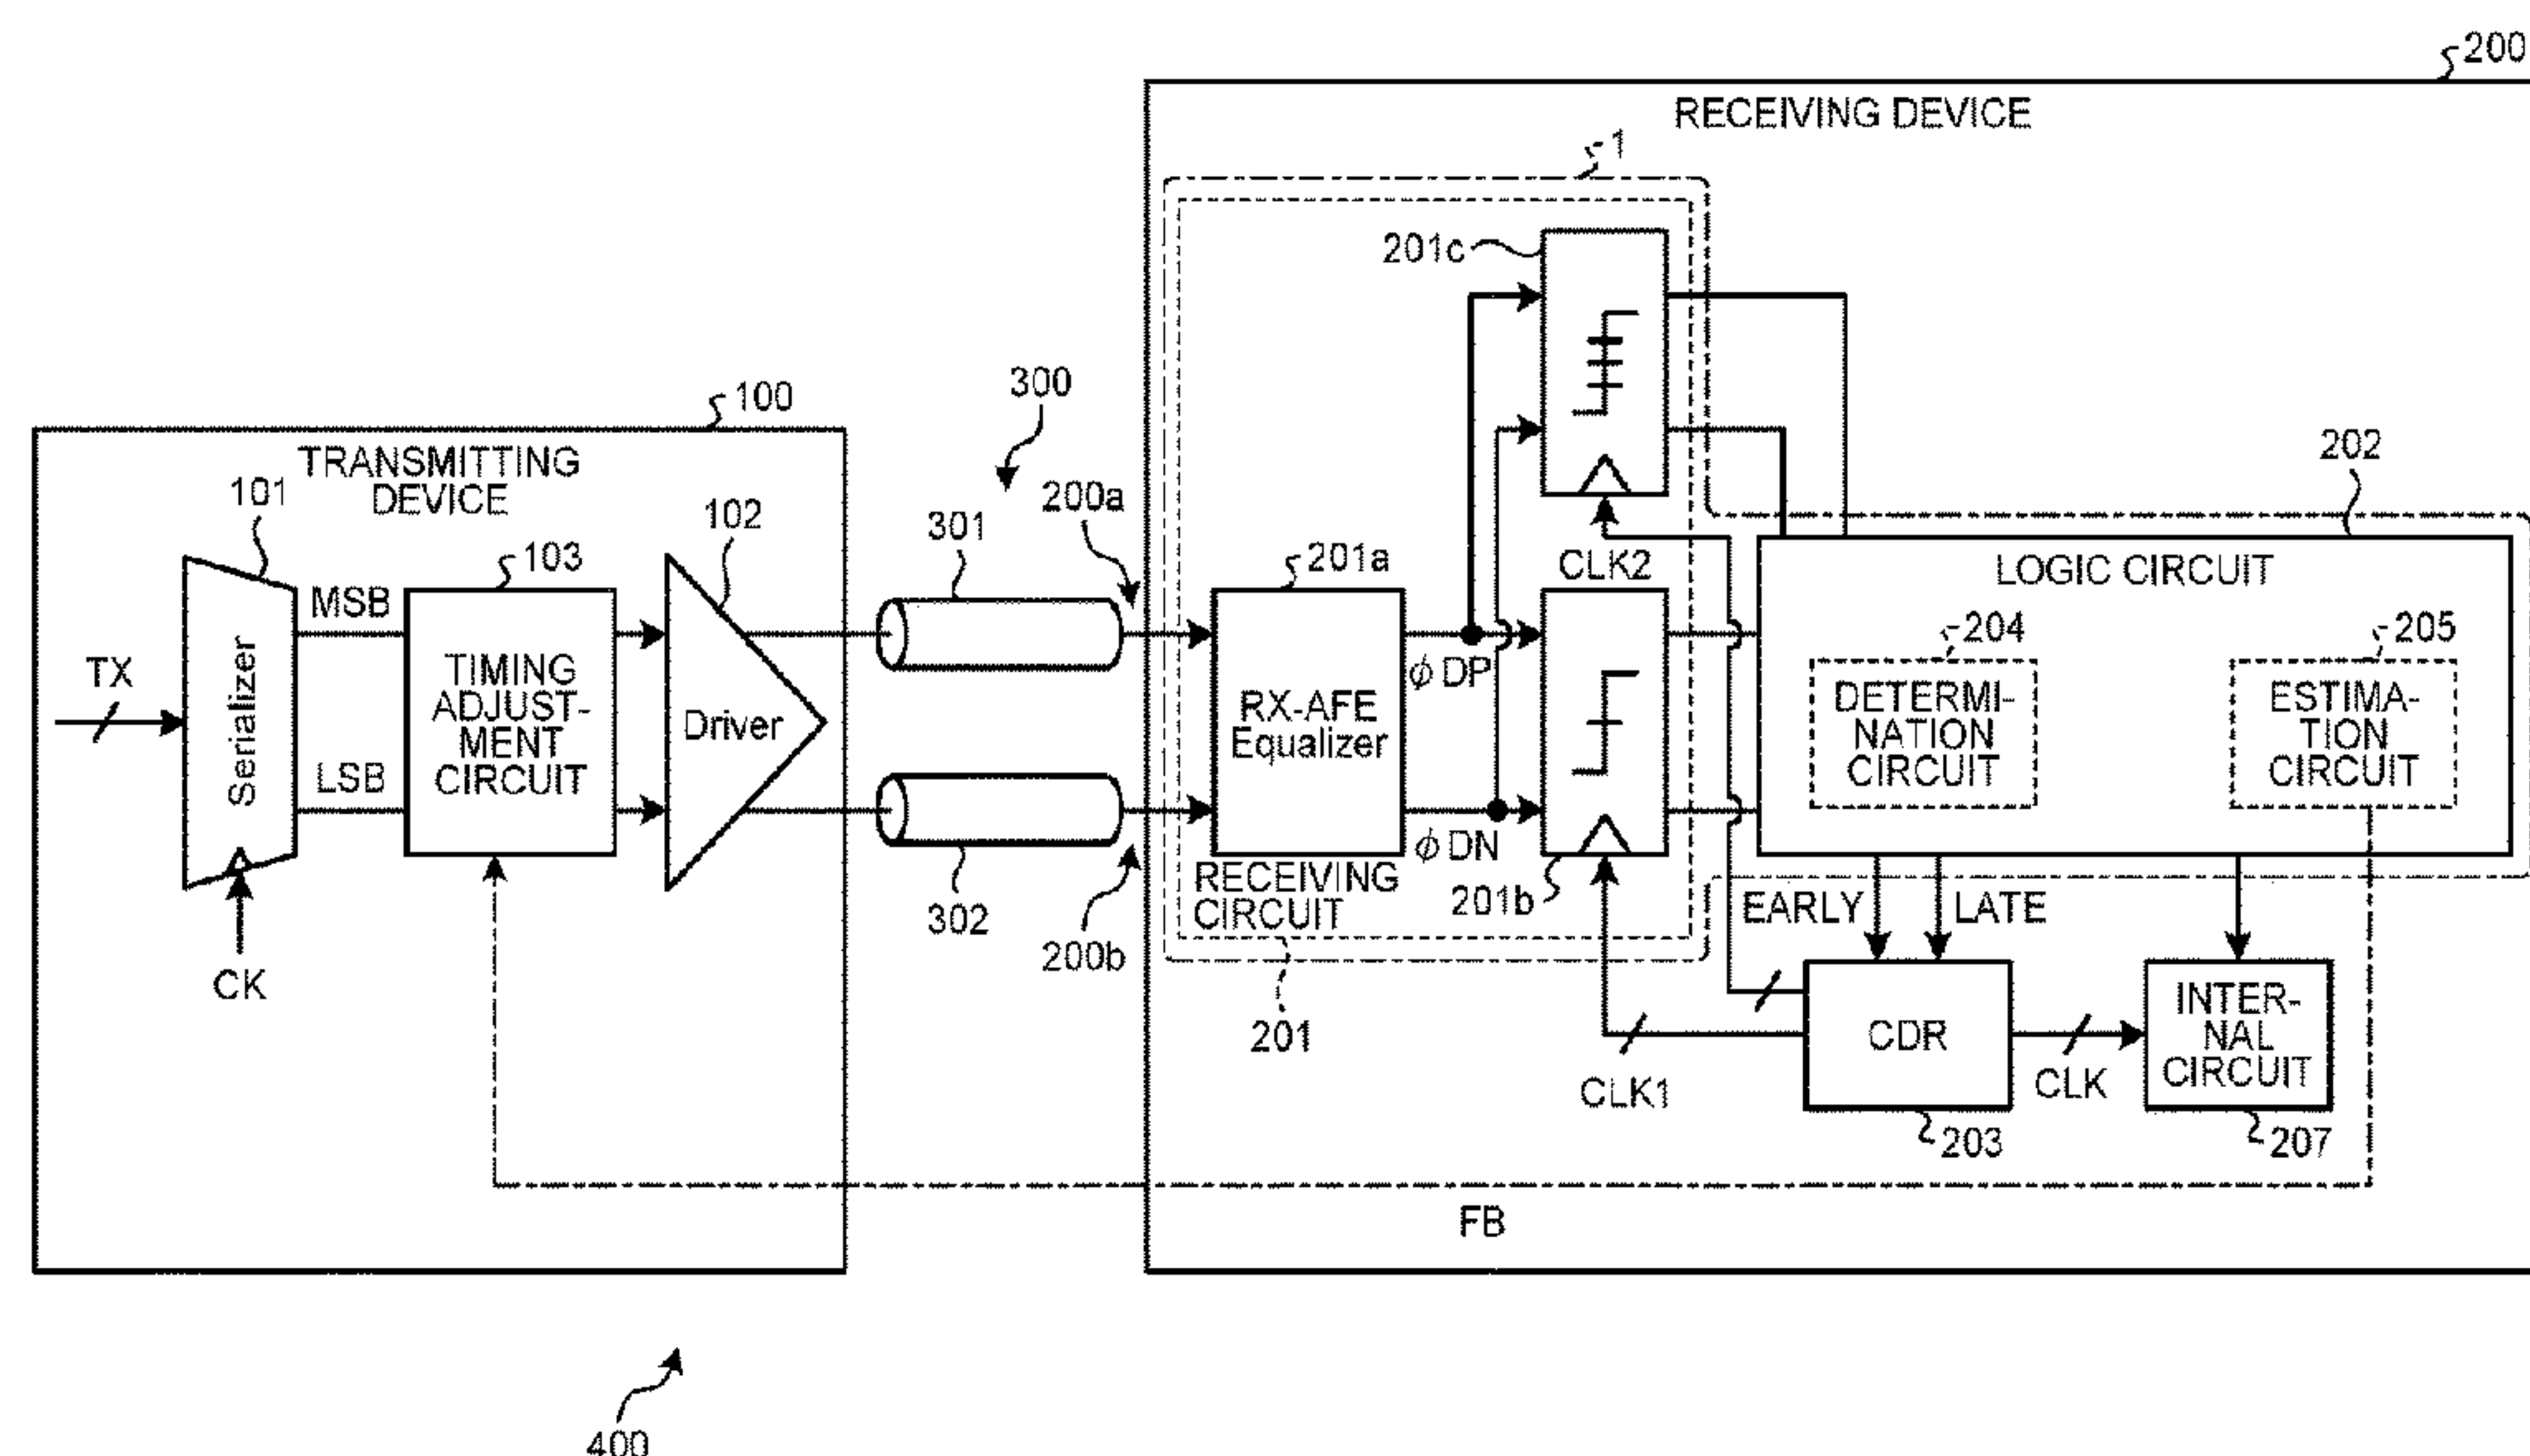 200
RECEIVING DEVICE
1
201c
300
100
TRANSMITTING
DEVICE
202
101
102
301
200a
103
201a
CLK2
LOGIC CIRCUIT
MSB
204
205
TX
Serializer
TIMING
ADJUST-
MENT
CIRCUIT
Driver
RX-AFE
Equalizer
ϕ DP
DETERMI-
NATION
CIRCUIT
ESTIMA-
TION
CIRCUIT
LSB
ϕ DN
RECEIVING
CIRCUIT
201b
302
200b
EARLY
LATE
CK
201
CDR
INTER-
NAL
CIRCUIT
CLK1
CLK
203
207
FB
400